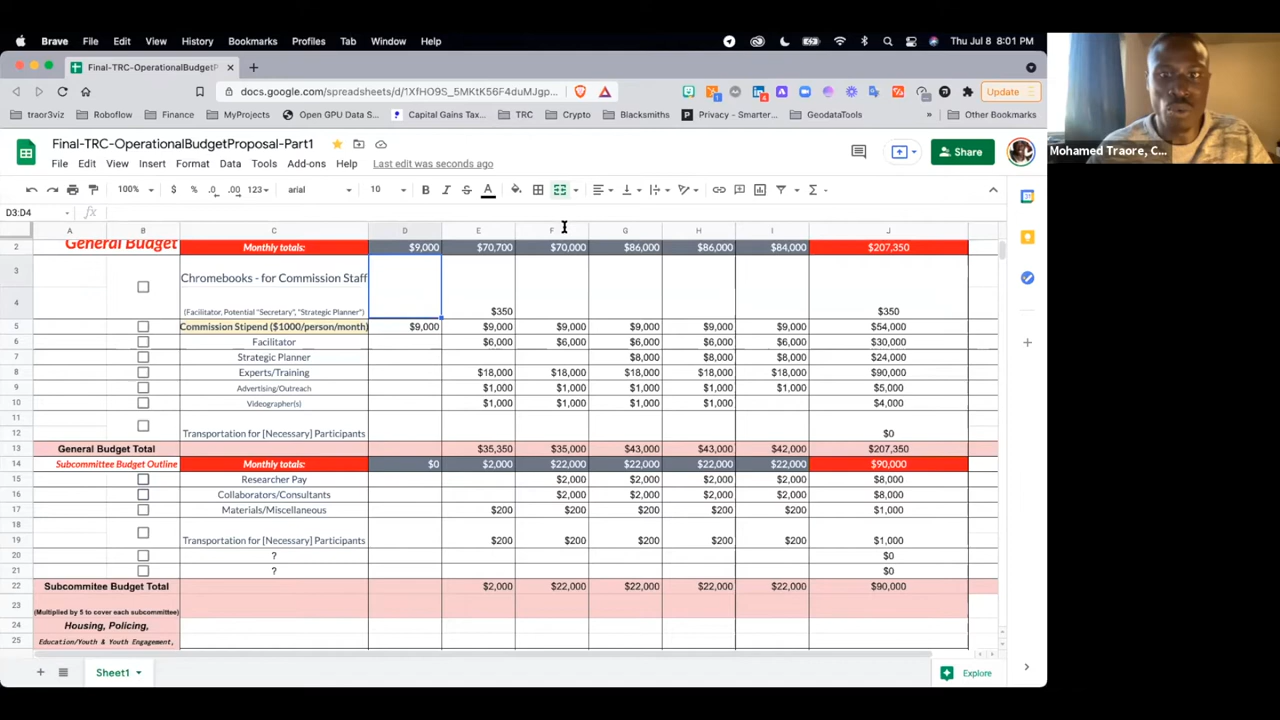 Brave File Edit View History Bookmarks Profiles Tab Window Help Thu Jul 8 8:01 PM
Final-TRC-OperationalBudgetP
docs.google.com/spreadsheets/d/1XfHO9S_5MKtK56F4duMJgp... Update
traor3viz Roboflow Finance MyProjects Open GPU Data S... Capital Gains Tax... TRC Crypto Blacksmiths Privacy - Smarter... GeodataTools » Other Bookmarks
Final-TRC-OperationalBudgetProposal-Part1
File Edit View Insert Format Data Tools Add-ons Help Last edit was seconds ago
Share
Mohamed Traore, C...
100% $ % .0 .00 123 arial 10 B I S A
D3:D4 fx
A B C D E F G H I J
2 General Budget Monthly totals: $9,000 $70,700 $70,000 $86,000 $86,000 $84,000 $207,350
3 Chromebooks - for Commission Staff
4 (Facilitator, Potential "Secretary", "Strategic Planner") $350 $350
5 Commission Stipend ($1000/person/month) $9,000 $9,000 $9,000 $9,000 $9,000 $9,000 $54,000
6 Facilitator $6,000 $6,000 $6,000 $6,000 $6,000 $30,000
7 Strategic Planner $8,000 $8,000 $8,000 $24,000
8 Experts/Training $18,000 $18,000 $18,000 $18,000 $18,000 $90,000
9 Advertising/Outreach $1,000 $1,000 $1,000 $1,000 $1,000 $5,000
10 Videographer(s) $1,000 $1,000 $1,000 $1,000 $4,000
11
12 Transportation for [Necessary] Participants $0
13 General Budget Total $35,350 $35,000 $43,000 $43,000 $42,000 $207,350
14 Subcommittee Budget Outline Monthly totals: $0 $2,000 $22,000 $22,000 $22,000 $22,000 $90,000
15 Researcher Pay $2,000 $2,000 $2,000 $2,000 $8,000
16 Collaborators/Consultants $2,000 $2,000 $2,000 $2,000 $8,000
17 Materials/Miscellaneous $200 $200 $200 $200 $200 $1,000
19 Transportation for [Necessary] Participants $200 $200 $200 $200 $200 $1,000
20 ? $0
21 ? $0
22 Subcommitee Budget Total $2,000 $22,000 $22,000 $22,000 $22,000 $90,000
23 (Multiplied by 5 to cover each subcommittee)
24 Housing, Policing,
25 Education/Youth & Youth Engagement,
Sheet1 Explore